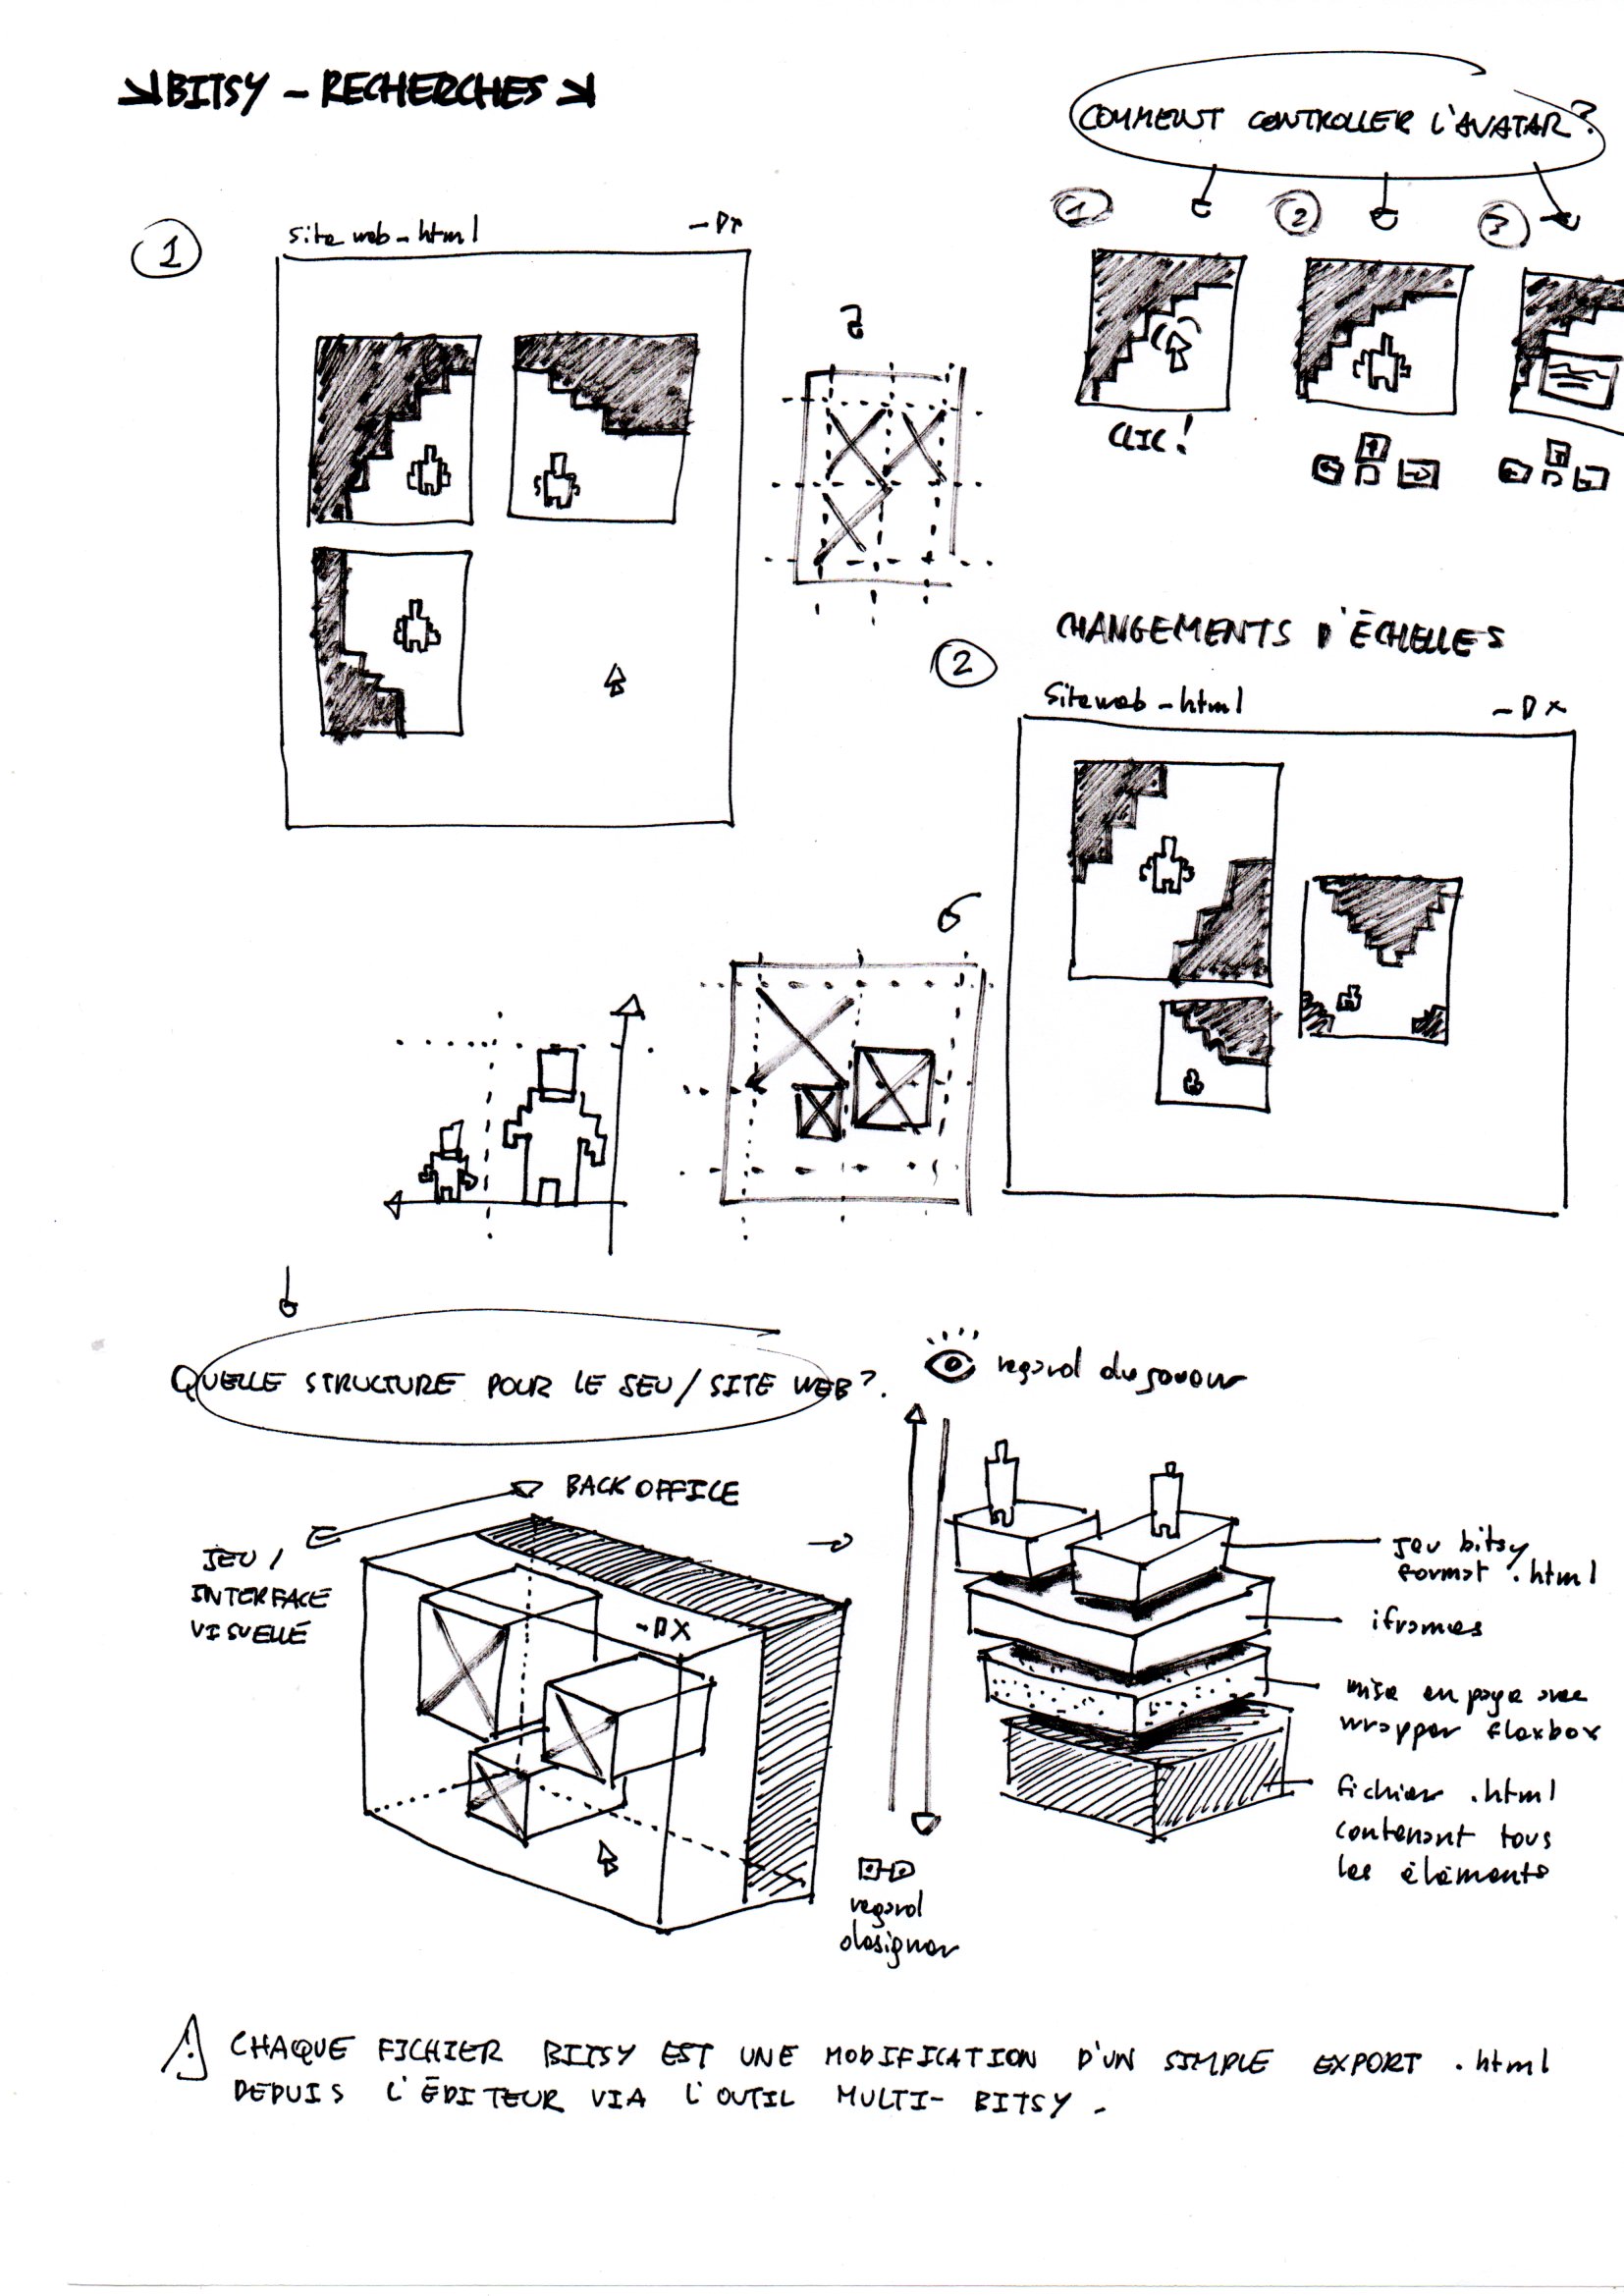 BITSY - RECHERCHES
COMMENT CONTROLLER L'AVATAR?
1
2
3
CLIC!
1
site web - html
CHANGEMENTS D'ÉCHELLES
2
Site web - html
QUELLE STRUCTURE POUR LE JEU / SITE WEB?.
regard du joueur
BACK OFFICE
JEU /
INTERFACE
VISUELLE
jeu bitsy
format .html
iframes
mise en page avec
wrapper flexbox
fichier .html
contenant tous
les éléments
regard
designer
CHAQUE FICHIER BITSY EST UNE MODIFICATION D'UN SIMPLE EXPORT .html
DEPUIS L'ÉDITEUR VIA L'OUTIL MULTI-BITSY.